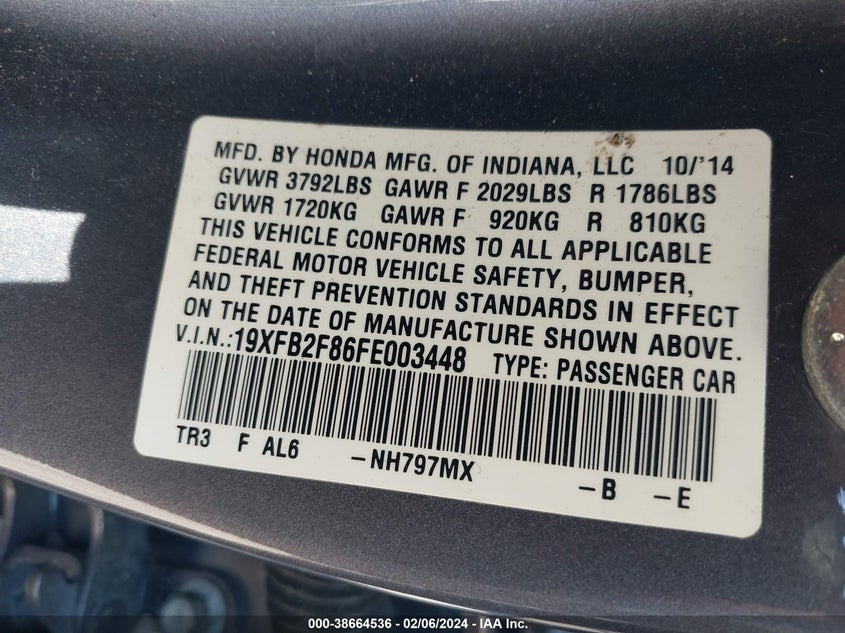 MFD. BY HONDA MFG. OF INDIANA, LLC 10/'14
GVWR 3792LBS GAWR F 2029LBS R 1786LBS
GVWR 1720KG GAWR F 920KG R 810KG
THIS VEHICLE CONFORMS TO ALL APPLICABLE
FEDERAL MOTOR VEHICLE SAFETY, BUMPER,
AND THEFT PREVENTION STANDARDS IN EFFECT
ON THE DATE OF MANUFACTURE SHOWN ABOVE.
V.I.N.:19XFB2F86FE003448 TYPE: PASSENGER CAR
TR3 F AL6 -NH797MX -B -E
000-38664536 - 02/06/2024 - IAA Inc.